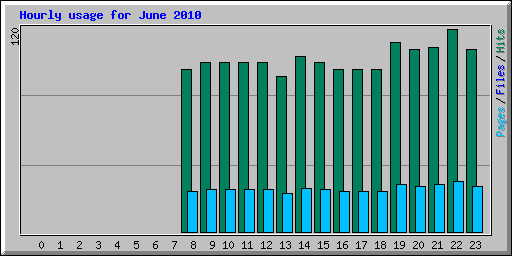 Hourly usage for June 2010
120
Pages/Files/Hits
0 1 2 3 4 5 6 7 8 9 10 11 12 13 14 15 16 17 18 19 20 21 22 23